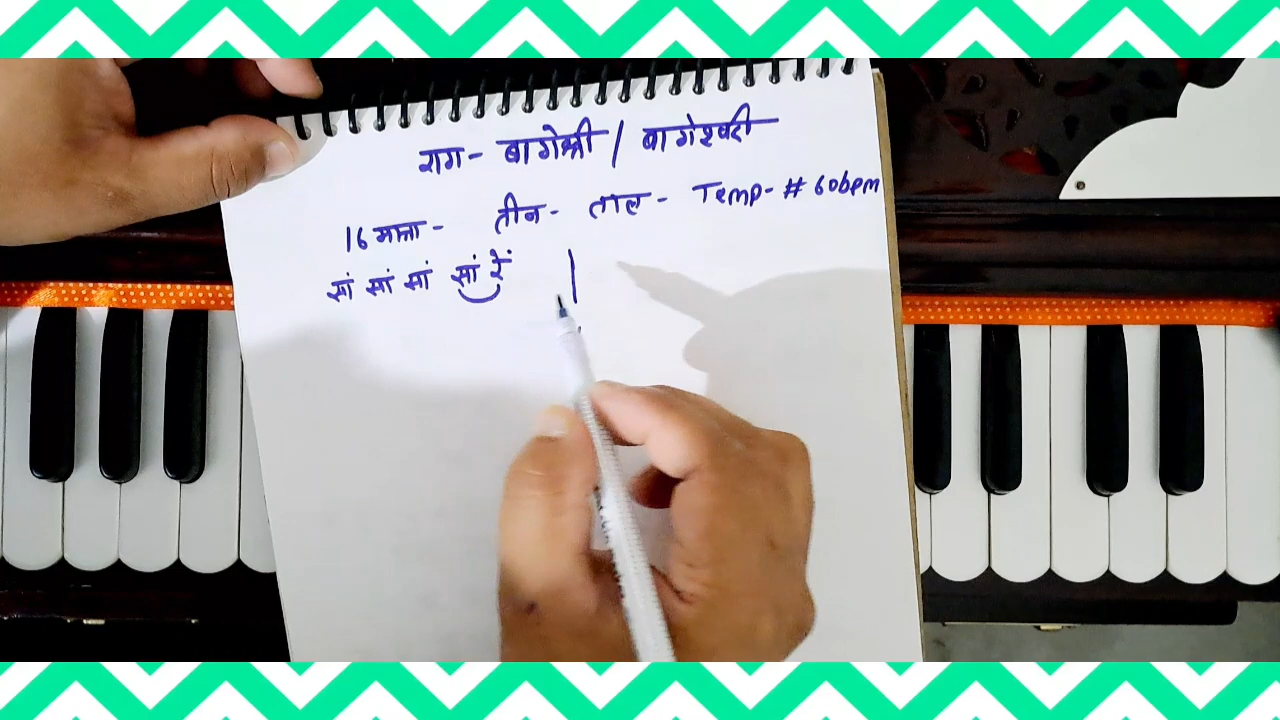 राग - बागेश्री / बागेश्वरी
16 मात्रा - तीन - ताल - Temp - # 60bpm
सां सां सां सां रें |